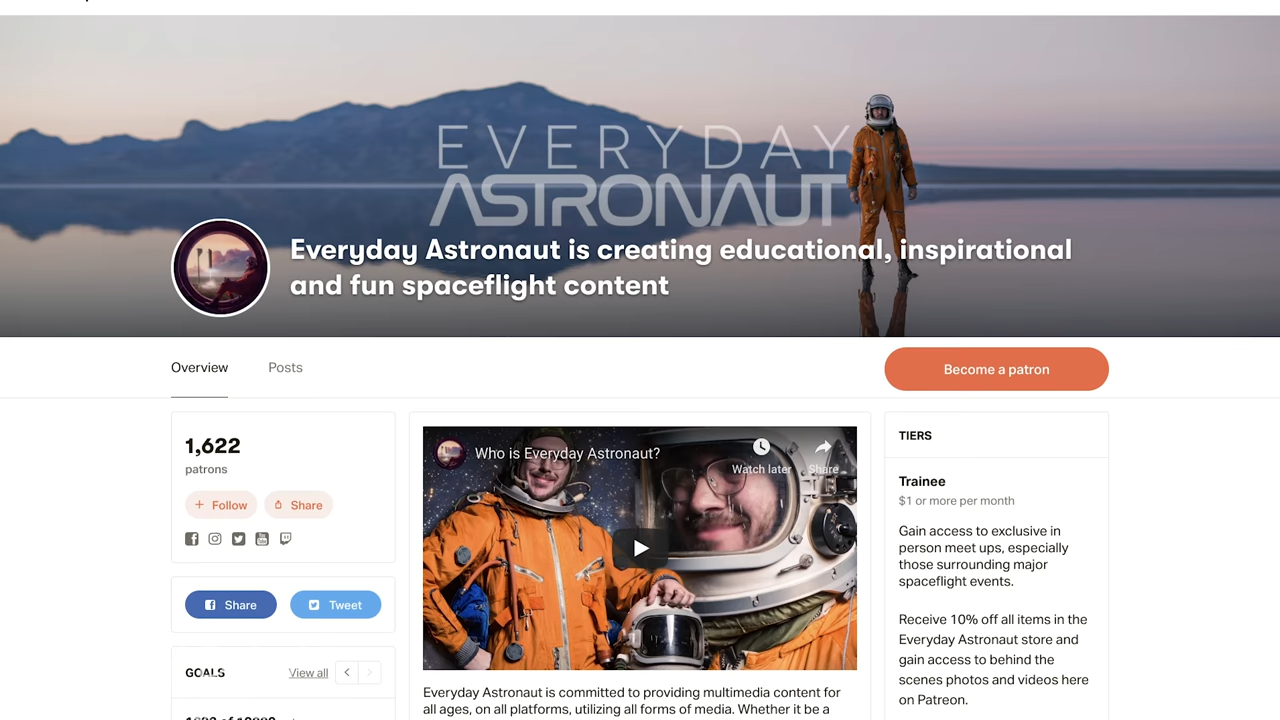 EVERYDAY
ASTRONAUT
Everyday Astronaut is creating educational, inspirational
and fun spaceflight content
Overview
Posts
Become a patron
1,622
patrons
Follow
Share
Share
Tweet
GOALS
View all
Who is Everyday Astronaut?
Watch later
Share
Everyday Astronaut is committed to providing multimedia content for
all ages, on all platforms, utilizing all forms of media. Whether it be a
TIERS
Trainee
$1 or more per month
Gain access to exclusive in
person meet ups, especially
those surrounding major
spaceflight events.
Receive 10% off all items in the
Everyday Astronaut store and
gain access to behind the
scenes photos and videos here
on Patreon.